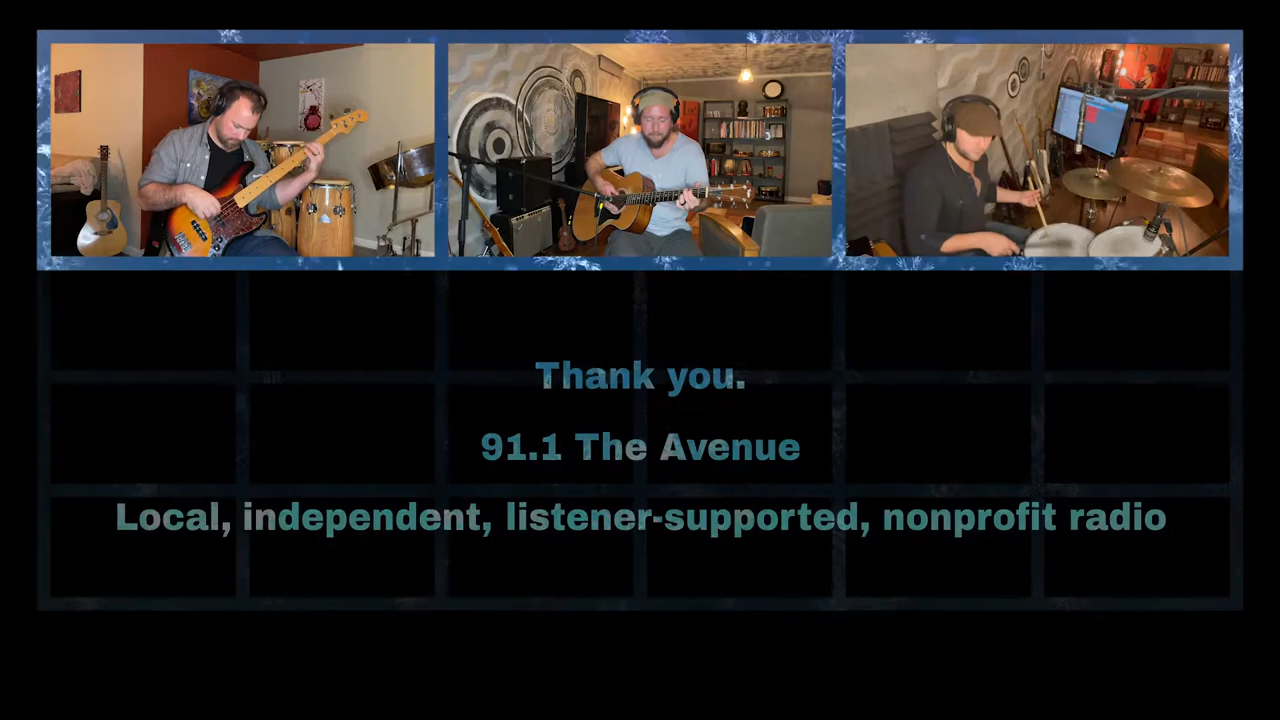 Thank you.
91.1 The Avenue
Local, independent, listener-supported, nonprofit radio